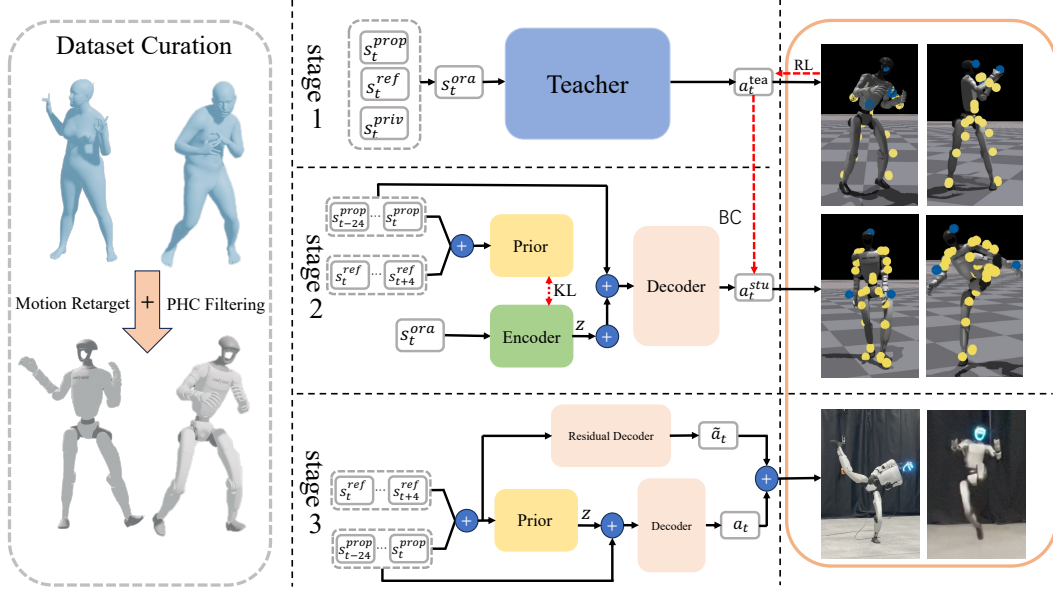 Dataset Curation
Motion Retarget + PHC Filtering
stage 1
s_t^{prop}
s_t^{ref}
s_t^{priv}
s_t^{ora}
Teacher
a_t^{tea}
RL
stage 2
s_{t-24}^{prop} ... s_t^{prop}
s_t^{ref} ... s_{t+4}^{ref}
+
Prior
KL
s_t^{ora}
Encoder
z
+
+
Decoder
BC
a_t^{stu}
stage 3
s_t^{ref} ... s_{t+4}^{ref}
s_{t-24}^{prop} ... s_t^{prop}
+
Residual Decoder
ã_t
Prior
z
+
Decoder
a_t
+